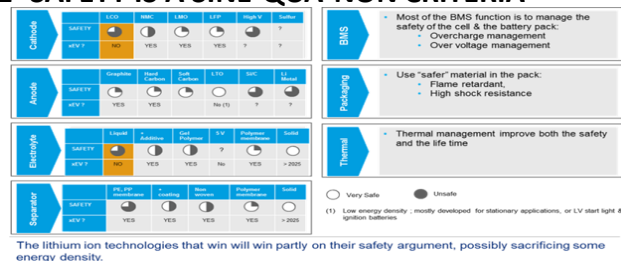 SAFETY IS A SINE QUA NON CRITERIA
Cathode
LCO NMC LMO LFP High V Sulfur
SAFETY ?
xEV ? NO YES YES YES ? ?
Anode
Graphite Hard Carbon Soft Carbon LTO Si/C Li Metal
SAFETY
xEV ? YES YES No (1) ? ?
Electrolyte
Liquid + Additive Gel Polymer 5 V Polymer membrane Solid
SAFETY ?
xEV ? NO YES YES No YES > 2025
Separator
PE, PP membrane + coating Non woven Polymer membrane Solid
SAFETY
xEV ? YES YES YES YES > 2025
BMS
• Most of the BMS function is to manage the
safety of the cell & the battery pack:
• Overcharge management
• Over voltage management
Packaging
• Use "safer" material in the pack:
• Flame retardant,
• High shock resistance
Thermal
• Thermal management improve both the safety
and the life time
Very Safe Unsafe
(1) Low energy density ; mostly developed for stationary applications, or LV start light &
ignition batteries
The lithium ion technologies that win will win partly on their safety argument, possibly sacrificing some
energy density.